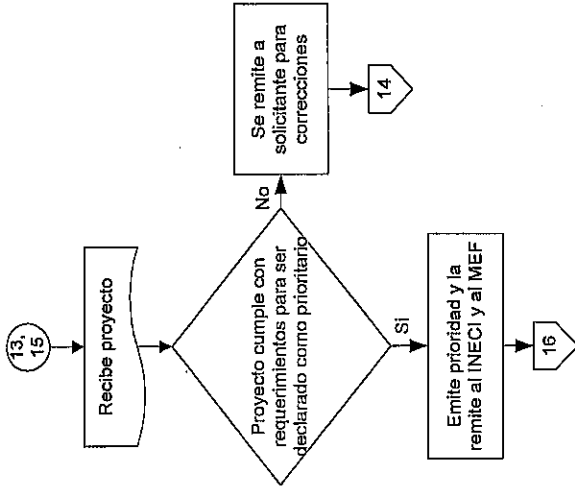 13,
15
Recibe proyecto
Proyecto cumple con
requerimientos para ser
declarado como prioritario
No
Se remite a
solicitante para
correcciones
14
Si
Emite prioridad y la
remite al INECI y al MEF
16